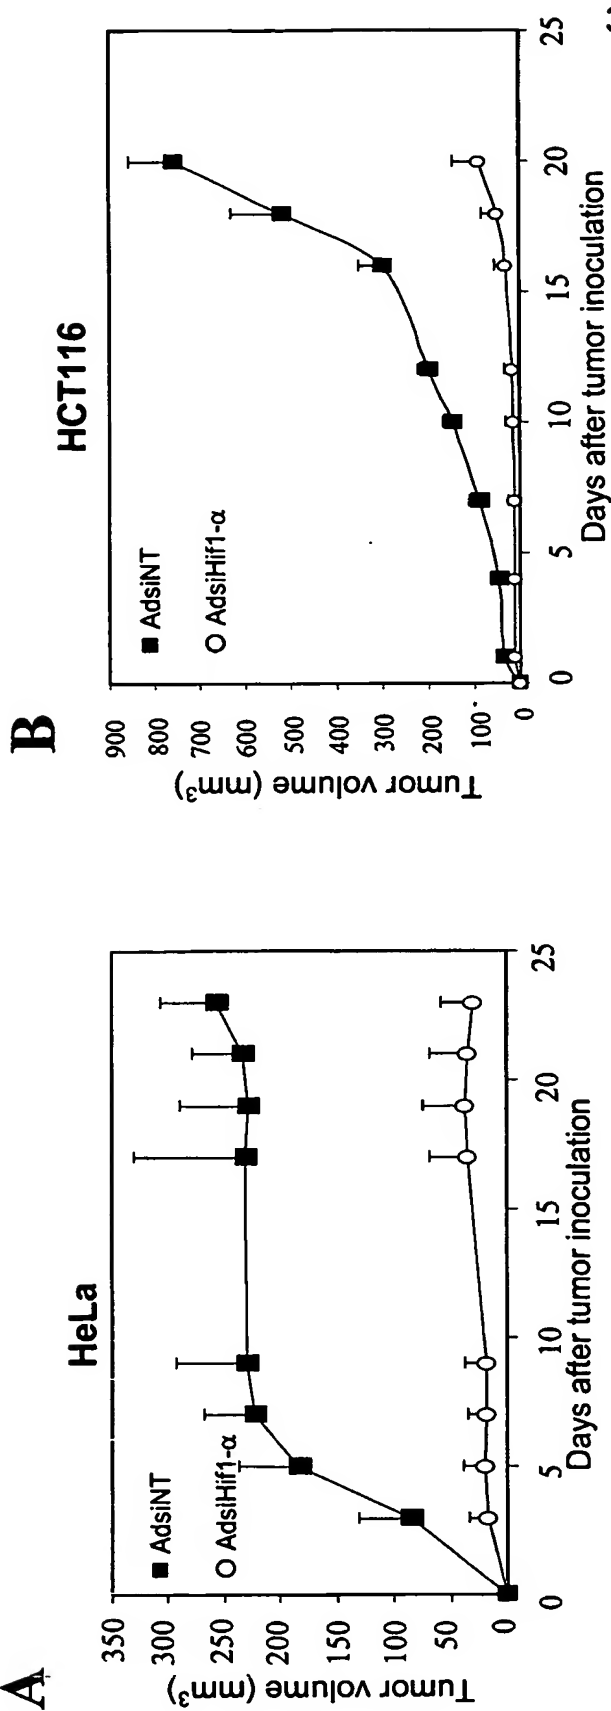 A
HeLa
Tumor volume (mm³)
350
300
250
200
150
100
50
0
AdsiNT
AdsiHif1-α
0
5
10
15
20
25
Days after tumor inoculation
B
HCT116
Tumor volume (mm³)
900
800
700
600
500
400
300
200
100
0
AdsiNT
AdsiHif1-α
0
5
10
15
20
25
Days after tumor inoculation